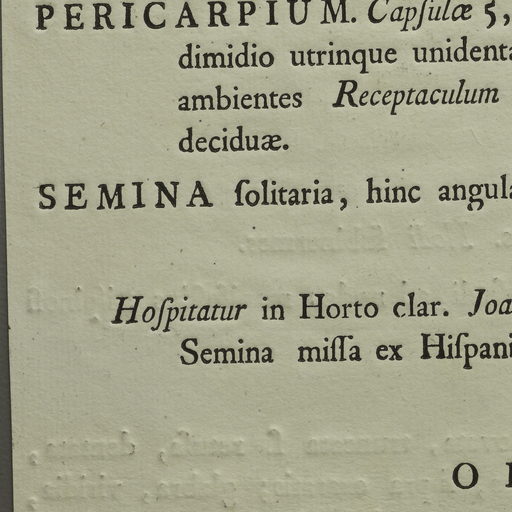 PERICARPIUM. Capſulæ 5,
dimidio utrinque unidenta
ambientes Receptaculum
deciduæ.
SEMINA ſolitaria, hinc angula
Hoſpitatur in Horto clar. Joa
Semina miſſa ex Hiſpani
O